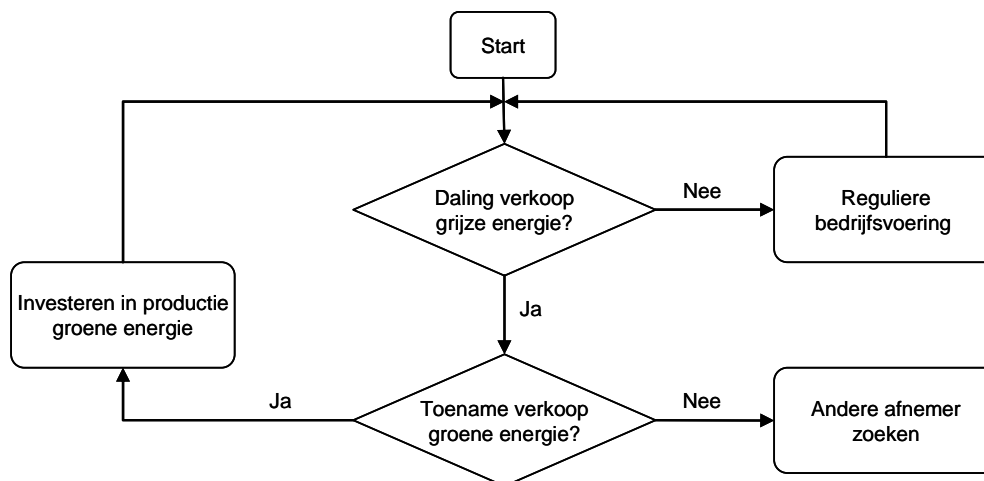 Start
Daling verkoop
grijze energie?
Nee
Reguliere
bedrijfsvoering
Investeren in productie
groene energie
Ja
Ja
Toename verkoop
groene energie?
Nee
Andere afnemer
zoeken